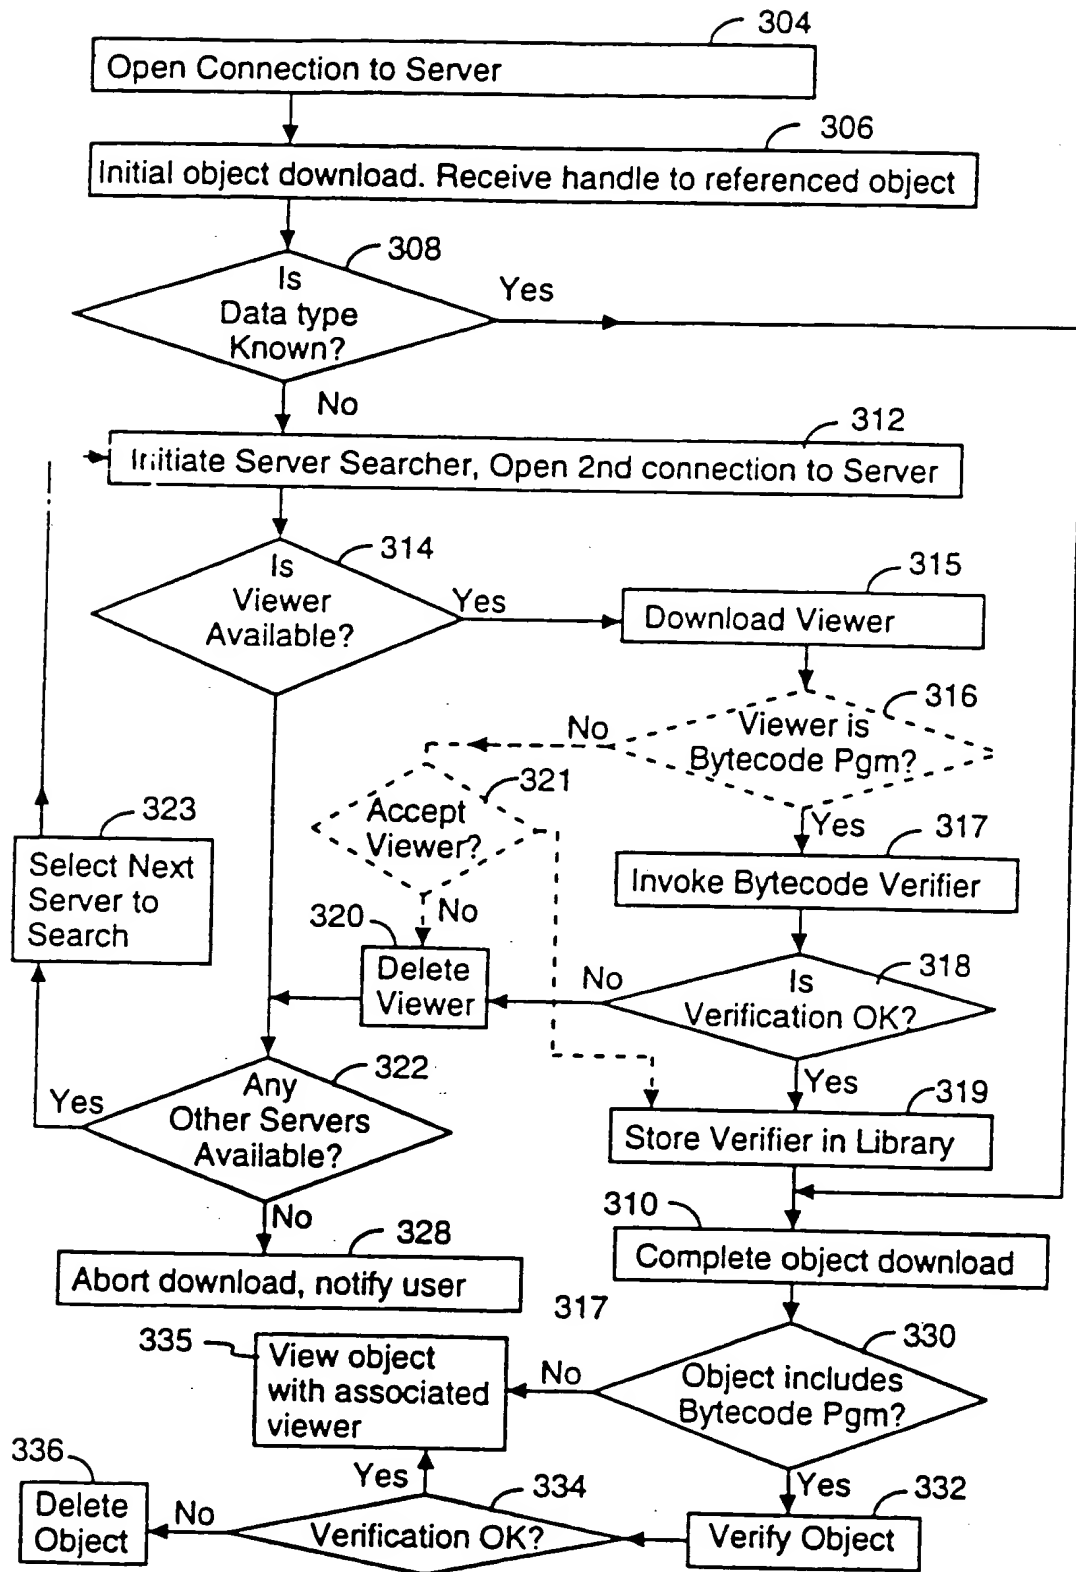 304
Open Connection to Server
306
Initial object download. Receive handle to referenced object
308
Is
Data type
Known?
Yes
No
312
Initiate Server Searcher, Open 2nd connection to Server
314
Is
Viewer
Available?
Yes
315
Download Viewer
316
Viewer is
Bytecode Pgm?
No
Yes
321
Accept
Viewer?
No
323
Select Next
Server to
Search
317
Invoke Bytecode Verifier
320
Delete
Viewer
No
318
Is
Verification OK?
Yes
322
Any
Other Servers
Available?
Yes
No
319
Store Verifier in Library
310
Complete object download
328
Abort download, notify user
317
335
View object
with associated
viewer
No
330
Object includes
Bytecode Pgm?
Yes
336
Delete
Object
No
Yes
334
Verification OK?
332
Verify Object